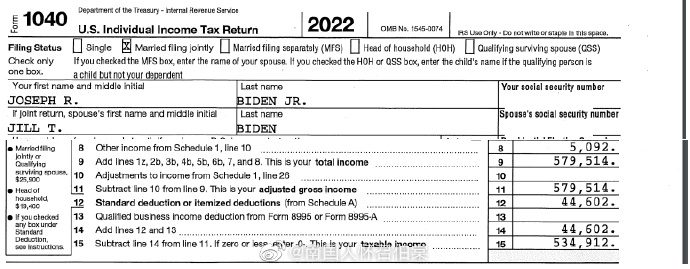 Form 1040 Department of the Treasury - Internal Revenue Service
U.S. Individual Income Tax Return 2022 OMB No. 1545-0074 IRS Use Only - Do not write or staple in this space.
Filing Status Single X Married filing jointly Married filing separately (MFS) Head of household (HOH) Qualifying surviving spouse (QSS)
Check only one box. If you checked the MFS box, enter the name of your spouse. If you checked the HOH or QSS box, enter the child's name if the qualifying person is
a child but not your dependent
Your first name and middle initial Last name Your social security number
JOSEPH R. BIDEN JR.
If joint return, spouse's first name and middle initial Last name Spouse's social security number
JILL T. BIDEN
• Married filing jointly or Qualifying surviving spouse, $25,900
• Head of household, $19,400
• If you checked any box under Standard Deduction, see instructions.
8 Other income from Schedule 1, line 10 8 5,092.
9 Add lines 1z, 2b, 3b, 4b, 5b, 6b, 7, and 8. This is your total income 9 579,514.
10 Adjustments to income from Schedule 1, line 26 10
11 Subtract line 10 from line 9. This is your adjusted gross income 11 579,514.
12 Standard deduction or itemized deductions (from Schedule A) 12 44,602.
13 Qualified business income deduction from Form 8995 or Form 8995-A 13
14 Add lines 12 and 13 14 44,602.
15 Subtract line 14 from line 11. If zero or less, enter -0-. This is your taxable income 15 534,912.